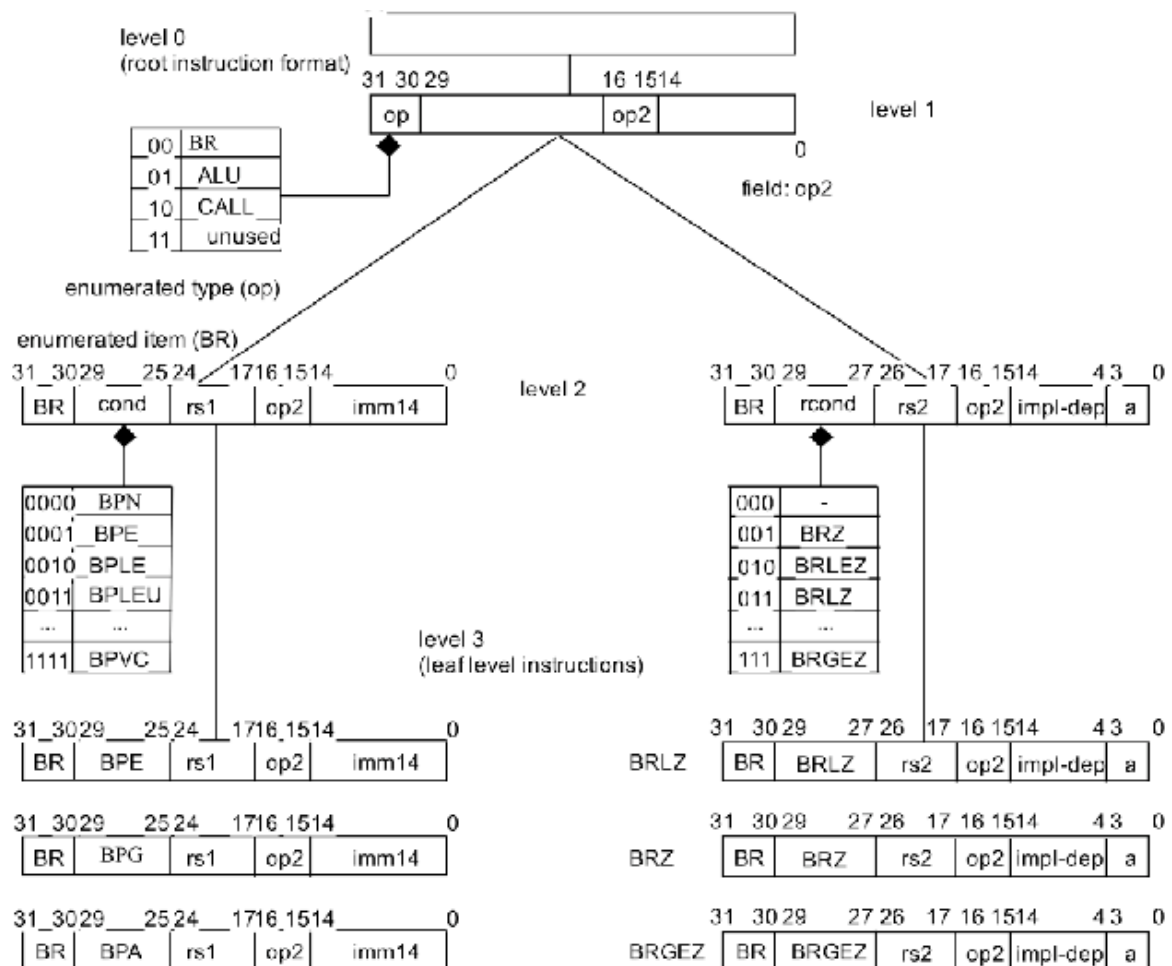 level 0
(root instruction format)
31 30 29 16 15 14
op op2
level 1
0
00 BR
01 ALU
10 CALL
11 unused
field: op2
enumerated type (op)
enumerated item (BR)
31 30 29 25 24 17 16 15 14 0
BR cond rs1 op2 imm14
level 2
31 30 29 27 26 17 16 15 14 4 3 0
BR rcond rs2 op2 impl-dep a
0000 BPN
0001 BPE
0010 BPLE
0011 BPLEU
... ...
1111 BPVC
000 -
001 BRZ
010 BRLEZ
011 BRLZ
... ...
111 BRGEZ
level 3
(leaf level instructions)
31 30 29 25 24 17 16 15 14 0
BR BPE rs1 op2 imm14
31 30 29 27 26 17 16 15 14 4 3 0
BRLZ BR BRLZ rs2 op2 impl-dep a
31 30 29 25 24 17 16 15 14 0
BR BPG rs1 op2 imm14
31 30 29 27 26 17 16 15 14 4 3 0
BRZ BR BRZ rs2 op2 impl-dep a
31 30 29 25 24 17 16 15 14 0
BR BPA rs1 op2 imm14
31 30 29 27 26 17 16 15 14 4 3 0
BRGEZ BR BRGEZ rs2 op2 impl-dep a